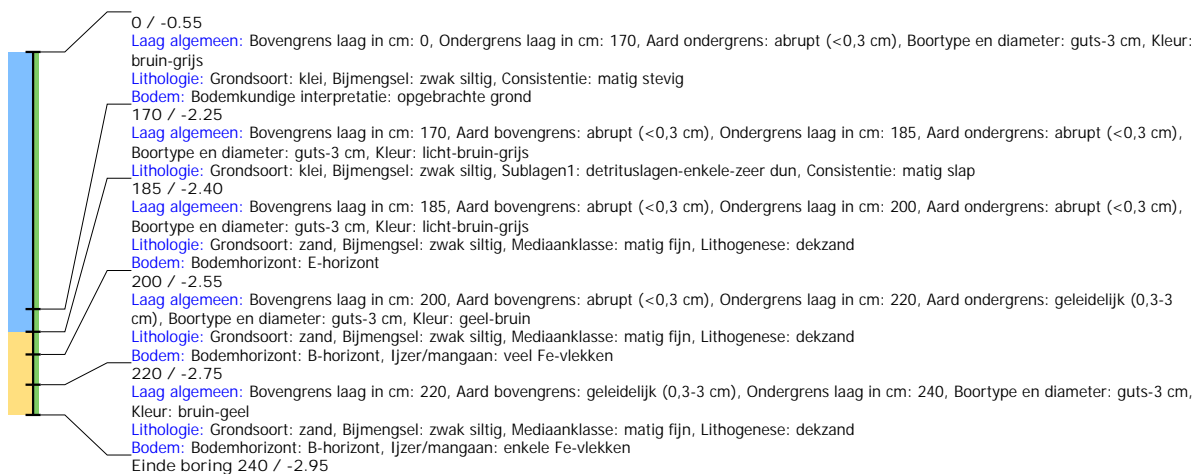 0 / -0.55
Laag algemeen: Bovengrens laag in cm: 0, Ondergrens laag in cm: 170, Aard ondergrens: abrupt (<0,3 cm), Boortype en diameter: guts-3 cm, Kleur:
bruin-grijs
Lithologie: Grondsoort: klei, Bijmengsel: zwak siltig, Consistentie: matig stevig
Bodem: Bodemkundige interpretatie: opgebrachte grond
170 / -2.25
Laag algemeen: Bovengrens laag in cm: 170, Aard bovengrens: abrupt (<0,3 cm), Ondergrens laag in cm: 185, Aard ondergrens: abrupt (<0,3 cm),
Boortype en diameter: guts-3 cm, Kleur: licht-bruin-grijs
Lithologie: Grondsoort: klei, Bijmengsel: zwak siltig, Sublagen1: detrituslagen-enkele-zeer dun, Consistentie: matig slap
185 / -2.40
Laag algemeen: Bovengrens laag in cm: 185, Aard bovengrens: abrupt (<0,3 cm), Ondergrens laag in cm: 200, Aard ondergrens: abrupt (<0,3 cm),
Boortype en diameter: guts-3 cm, Kleur: licht-bruin-grijs
Lithologie: Grondsoort: zand, Bijmengsel: zwak siltig, Mediaanklasse: matig fijn, Lithogenese: dekzand
Bodem: Bodemhorizont: E-horizont
200 / -2.55
Laag algemeen: Bovengrens laag in cm: 200, Aard bovengrens: abrupt (<0,3 cm), Ondergrens laag in cm: 220, Aard ondergrens: geleidelijk (0,3-3
cm), Boortype en diameter: guts-3 cm, Kleur: geel-bruin
Lithologie: Grondsoort: zand, Bijmengsel: zwak siltig, Mediaanklasse: matig fijn, Lithogenese: dekzand
Bodem: Bodemhorizont: B-horizont, Ijzer/mangaan: veel Fe-vlekken
220 / -2.75
Laag algemeen: Bovengrens laag in cm: 220, Aard bovengrens: geleidelijk (0,3-3 cm), Ondergrens laag in cm: 240, Boortype en diameter: guts-3 cm,
Kleur: bruin-geel
Lithologie: Grondsoort: zand, Bijmengsel: zwak siltig, Mediaanklasse: matig fijn, Lithogenese: dekzand
Bodem: Bodemhorizont: B-horizont, Ijzer/mangaan: enkele Fe-vlekken
Einde boring 240 / -2.95